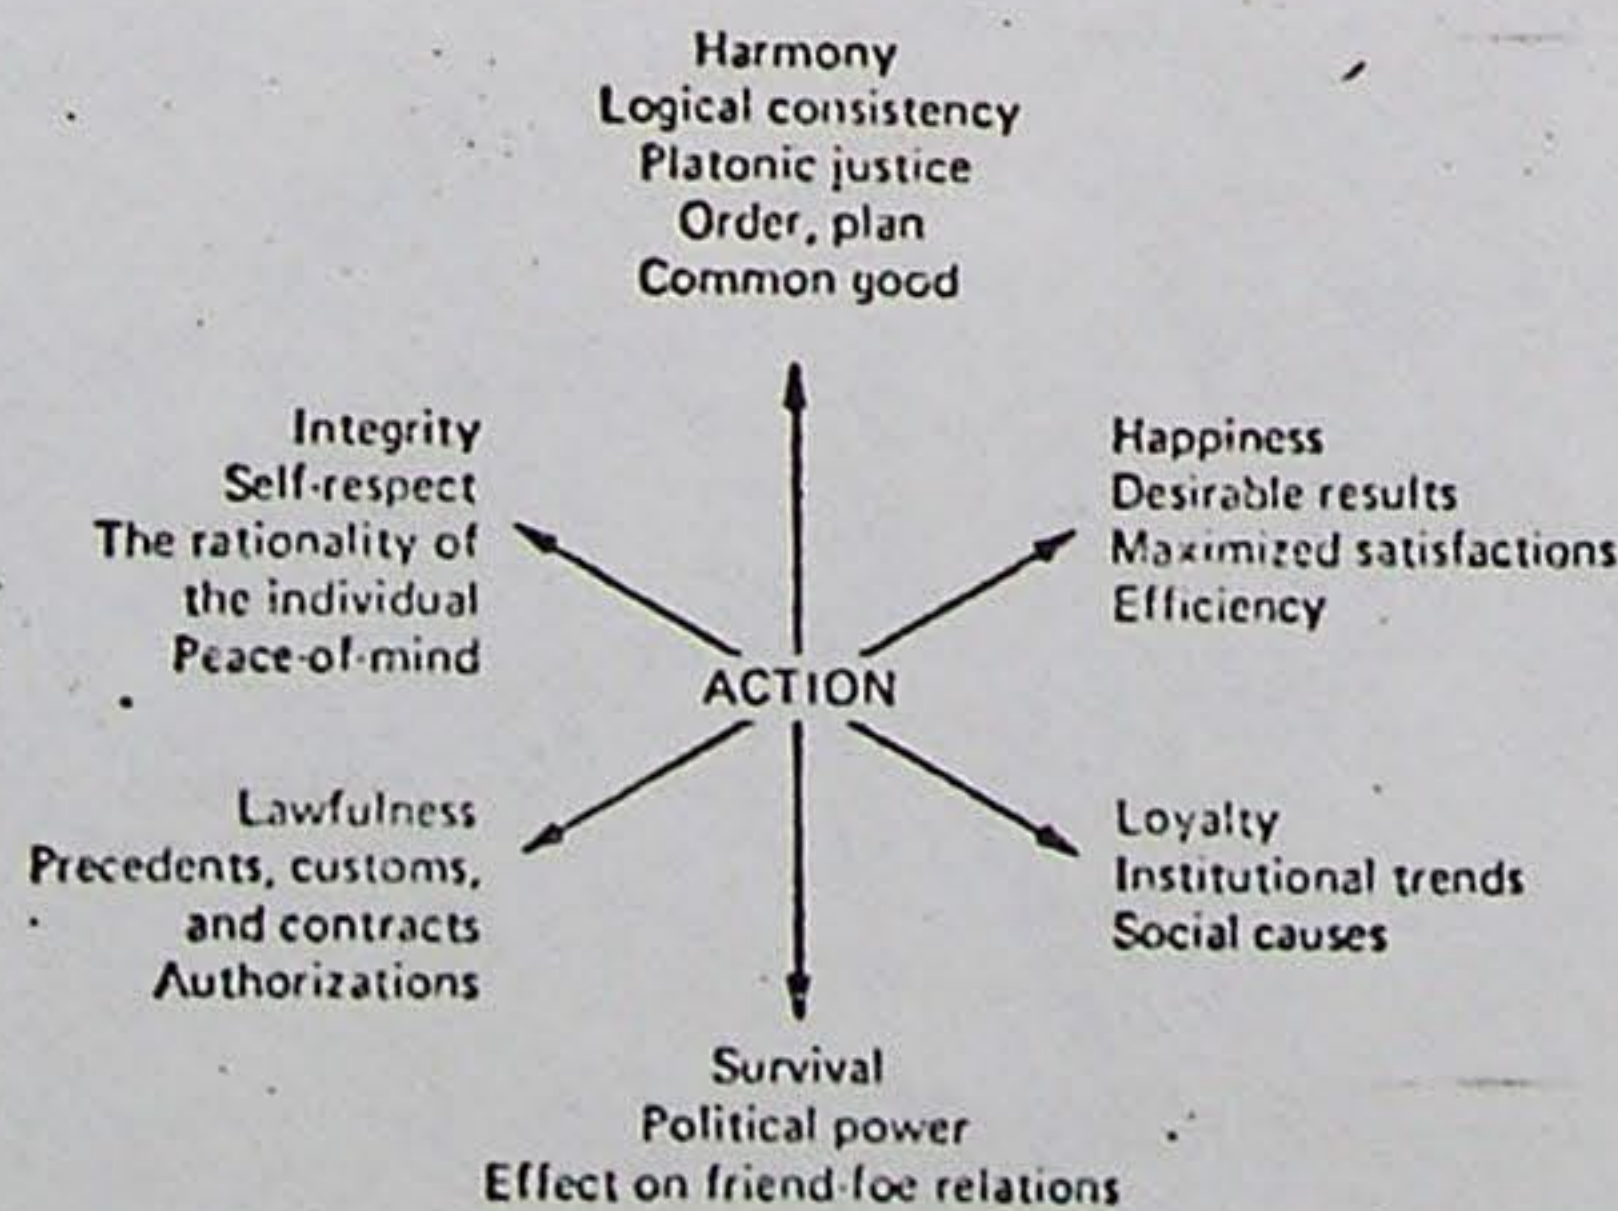 Harmony
Logical consistency
Platonic justice
Order, plan
Common good
Integrity
Self-respect
The rationality of
the individual
Peace-of-mind
Happiness
Desirable results
Maximized satisfactions
Efficiency
ACTION
Lawfulness
Precedents, customs,
and contracts
Authorizations
Loyalty
Institutional trends
Social causes
Survival
Political power
Effect on friend-foe relations